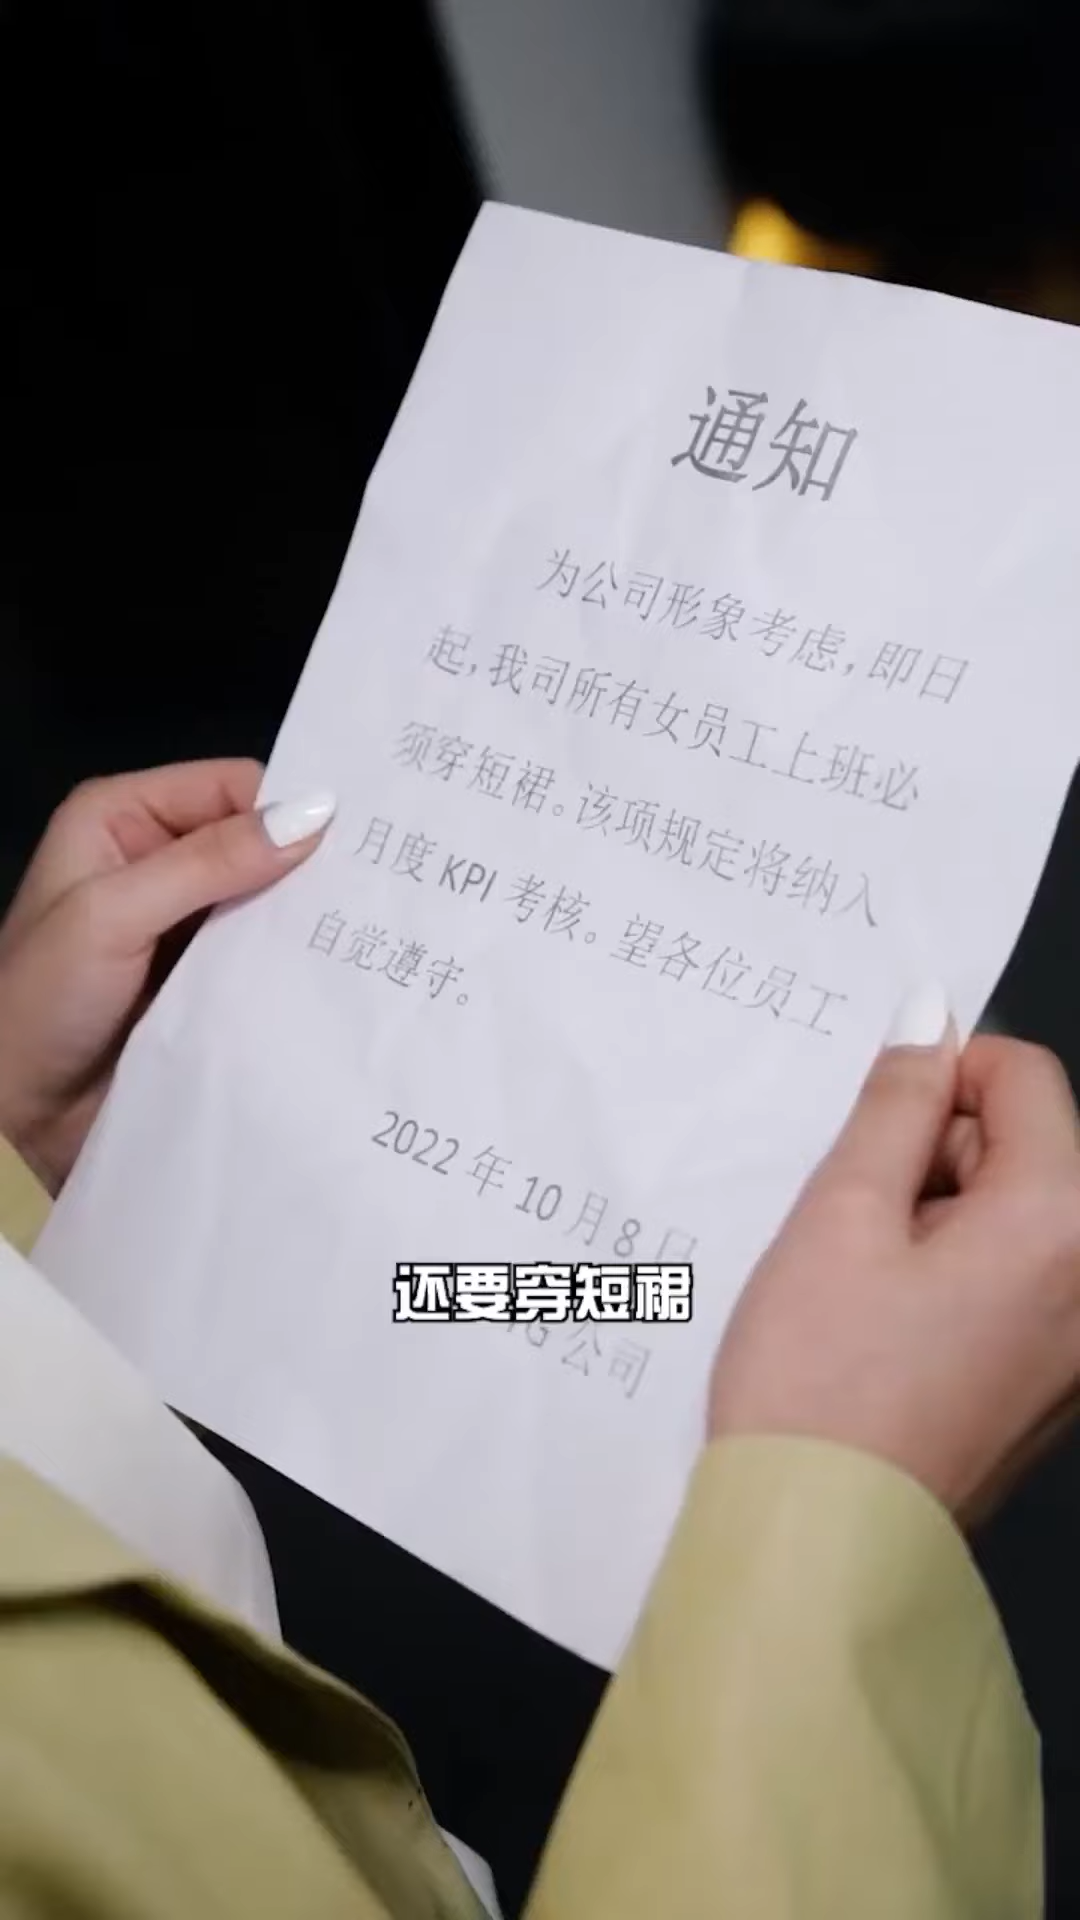 通知
为公司形象考虑，即日
起，我司所有女员工上班必
须穿短裙。该项规定将纳入
月度 KPI 考核。望各位员工
自觉遵守。
2022 年 10 月 8 日
还要穿短裙
G 公司